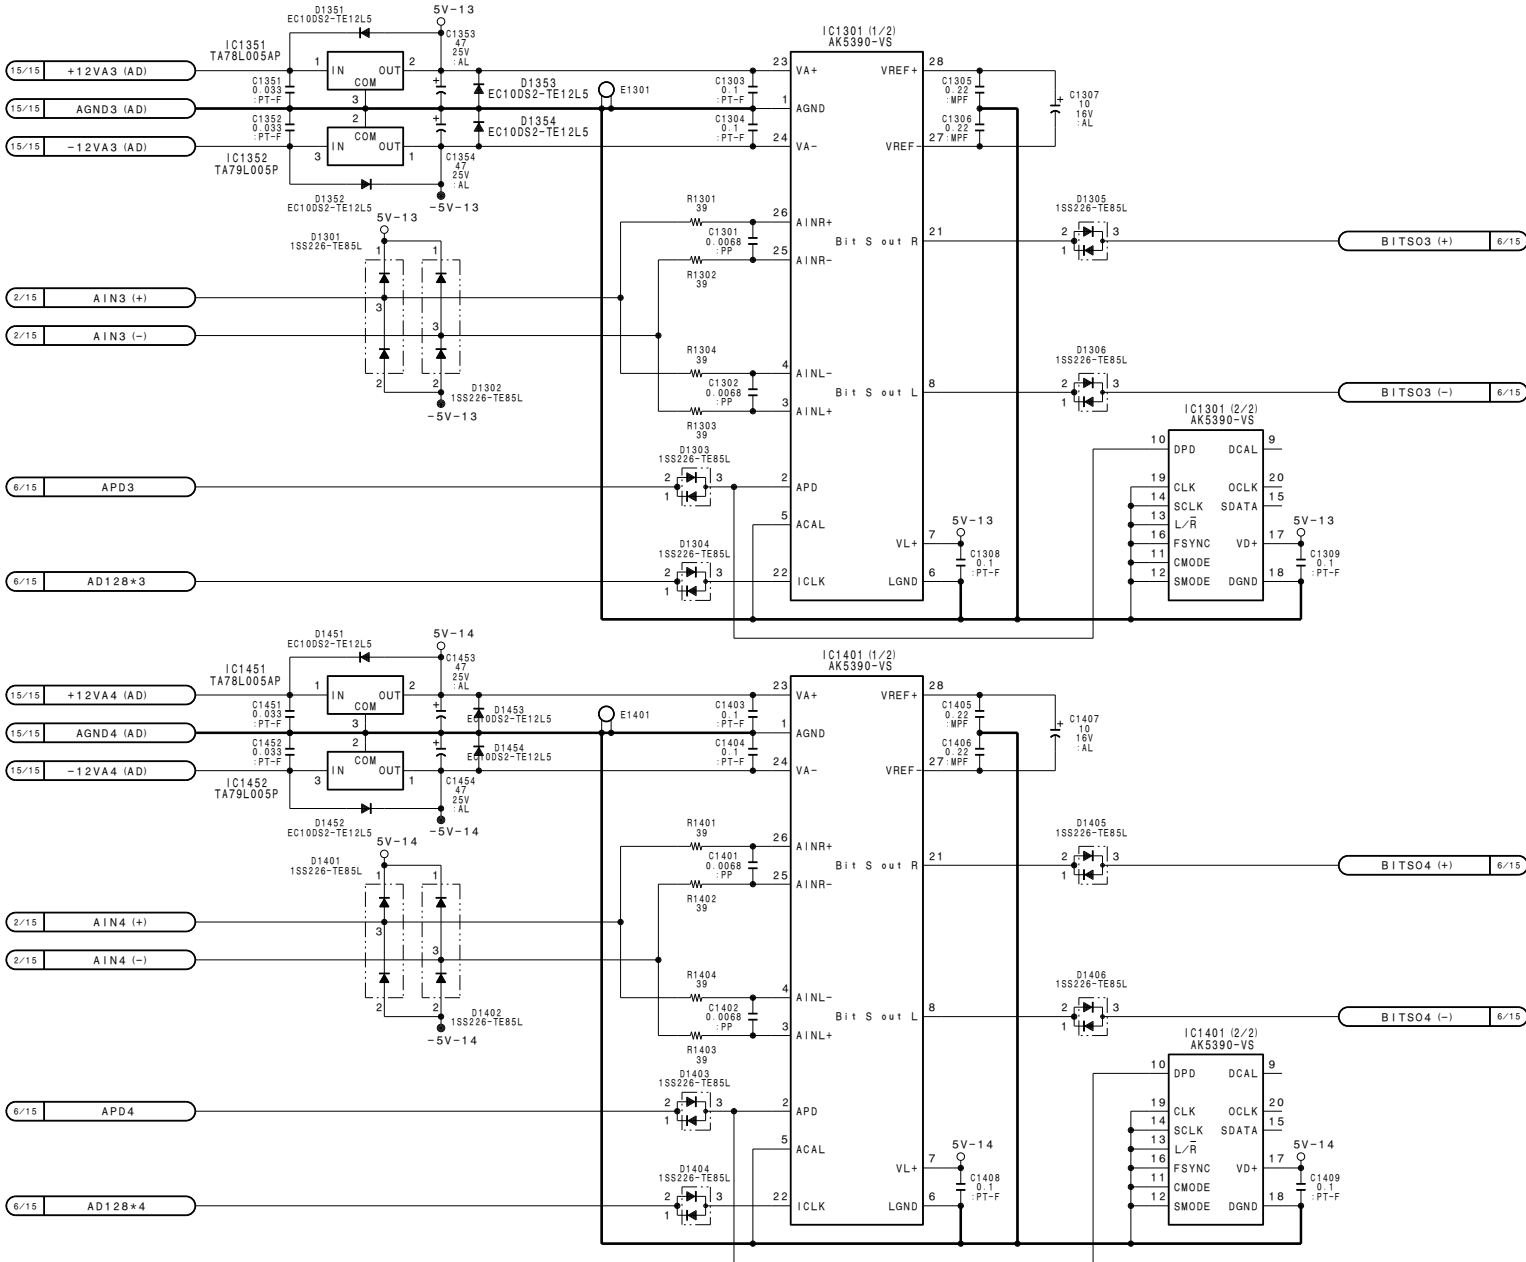 D1351
EC10DS2-TE12L5
5V-13
IC1351
TA78L005AP
C1353
47
25V
:AL
15/15 +12VA3 (AD)
1 IN OUT 2
COM
3
C1351
0.033
:PT-F
D1353
EC10DS2-TE12L5
E1301
15/15 AGND3 (AD)
C1352
0.033
:PT-F
2
COM
3 IN OUT 1
D1354
EC10DS2-TE12L5
15/15 -12VA3 (AD)
IC1352
TA79L005P
C1354
47
25V
:AL
D1352
EC10DS2-TE12L5
-5V-13
C1303
0.1
:PT-F
C1304
0.1
:PT-F
IC1301 (1/2)
AK5390-VS
23 VA+ VREF+ 28
1 AGND
24 VA- VREF- 27
C1305
0.22
:MPF
C1306
0.22
:MPF
C1307
10
16V
:AL
5V-13
D1301
1SS226-TE85L
1 1
2/15 AIN3 (+)
3
2/15 AIN3 (-)
3
2 2
D1302
1SS226-TE85L
-5V-13
R1301
39
26 AINR+
C1301
0.0068
:PP
25 AINR-
R1302
39
R1304
39
4 AINL-
C1302
0.0068
:PP
3 AINL+
R1303
39
Bit S out R 21
D1305
1SS226-TE85L
2 3
1
BITSO3 (+) 6/15
Bit S out L 8
D1306
1SS226-TE85L
2 3
1
BITSO3 (-) 6/15
6/15 APD3
D1303
1SS226-TE85L
2 3
1
2 APD
5 ACAL
6/15 AD128*3
D1304
1SS226-TE85L
2 3
1
22 ICLK
VL+ 7
LGND 6
5V-13
C1308
0.1
:PT-F
IC1301 (2/2)
AK5390-VS
10 DPD DCAL 9
19 CLK OCLK 20
14 SCLK SDATA 15
13 L/R̅
16 FSYNC VD+ 17
11 CMODE
12 SMODE DGND 18
5V-13
C1309
0.1
:PT-F
D1451
EC10DS2-TE12L5
5V-14
IC1451
TA78L005AP
C1453
47
25V
:AL
15/15 +12VA4 (AD)
1 IN OUT 2
COM
3
C1451
0.033
:PT-F
D1453
EC10DS2-TE12L5
E1401
15/15 AGND4 (AD)
C1452
0.033
:PT-F
2
COM
3 IN OUT 1
D1454
EC10DS2-TE12L5
15/15 -12VA4 (AD)
IC1452
TA79L005P
C1454
47
25V
:AL
D1452
EC10DS2-TE12L5
-5V-14
C1403
0.1
:PT-F
C1404
0.1
:PT-F
IC1401 (1/2)
AK5390-VS
23 VA+ VREF+ 28
1 AGND
24 VA- VREF- 27
C1405
0.22
:MPF
C1406
0.22
:MPF
C1407
10
16V
:AL
5V-14
D1401
1SS226-TE85L
1 1
2/15 AIN4 (+)
3
2/15 AIN4 (-)
3
2 2
D1402
1SS226-TE85L
-5V-14
R1401
39
26 AINR+
C1401
0.0068
:PP
25 AINR-
R1402
39
R1404
39
4 AINL-
C1402
0.0068
:PP
3 AINL+
R1403
39
Bit S out R 21
D1405
1SS226-TE85L
2 3
1
BITSO4 (+) 6/15
Bit S out L 8
D1406
1SS226-TE85L
2 3
1
BITSO4 (-) 6/15
6/15 APD4
D1403
1SS226-TE85L
2 3
1
2 APD
5 ACAL
6/15 AD128*4
D1404
1SS226-TE85L
2 3
1
22 ICLK
VL+ 7
LGND 6
5V-14
C1408
0.1
:PT-F
IC1401 (2/2)
AK5390-VS
10 DPD DCAL 9
19 CLK OCLK 20
14 SCLK SDATA 15
13 L/R̅
16 FSYNC VD+ 17
11 CMODE
12 SMODE DGND 18
5V-14
C1409
0.1
:PT-F